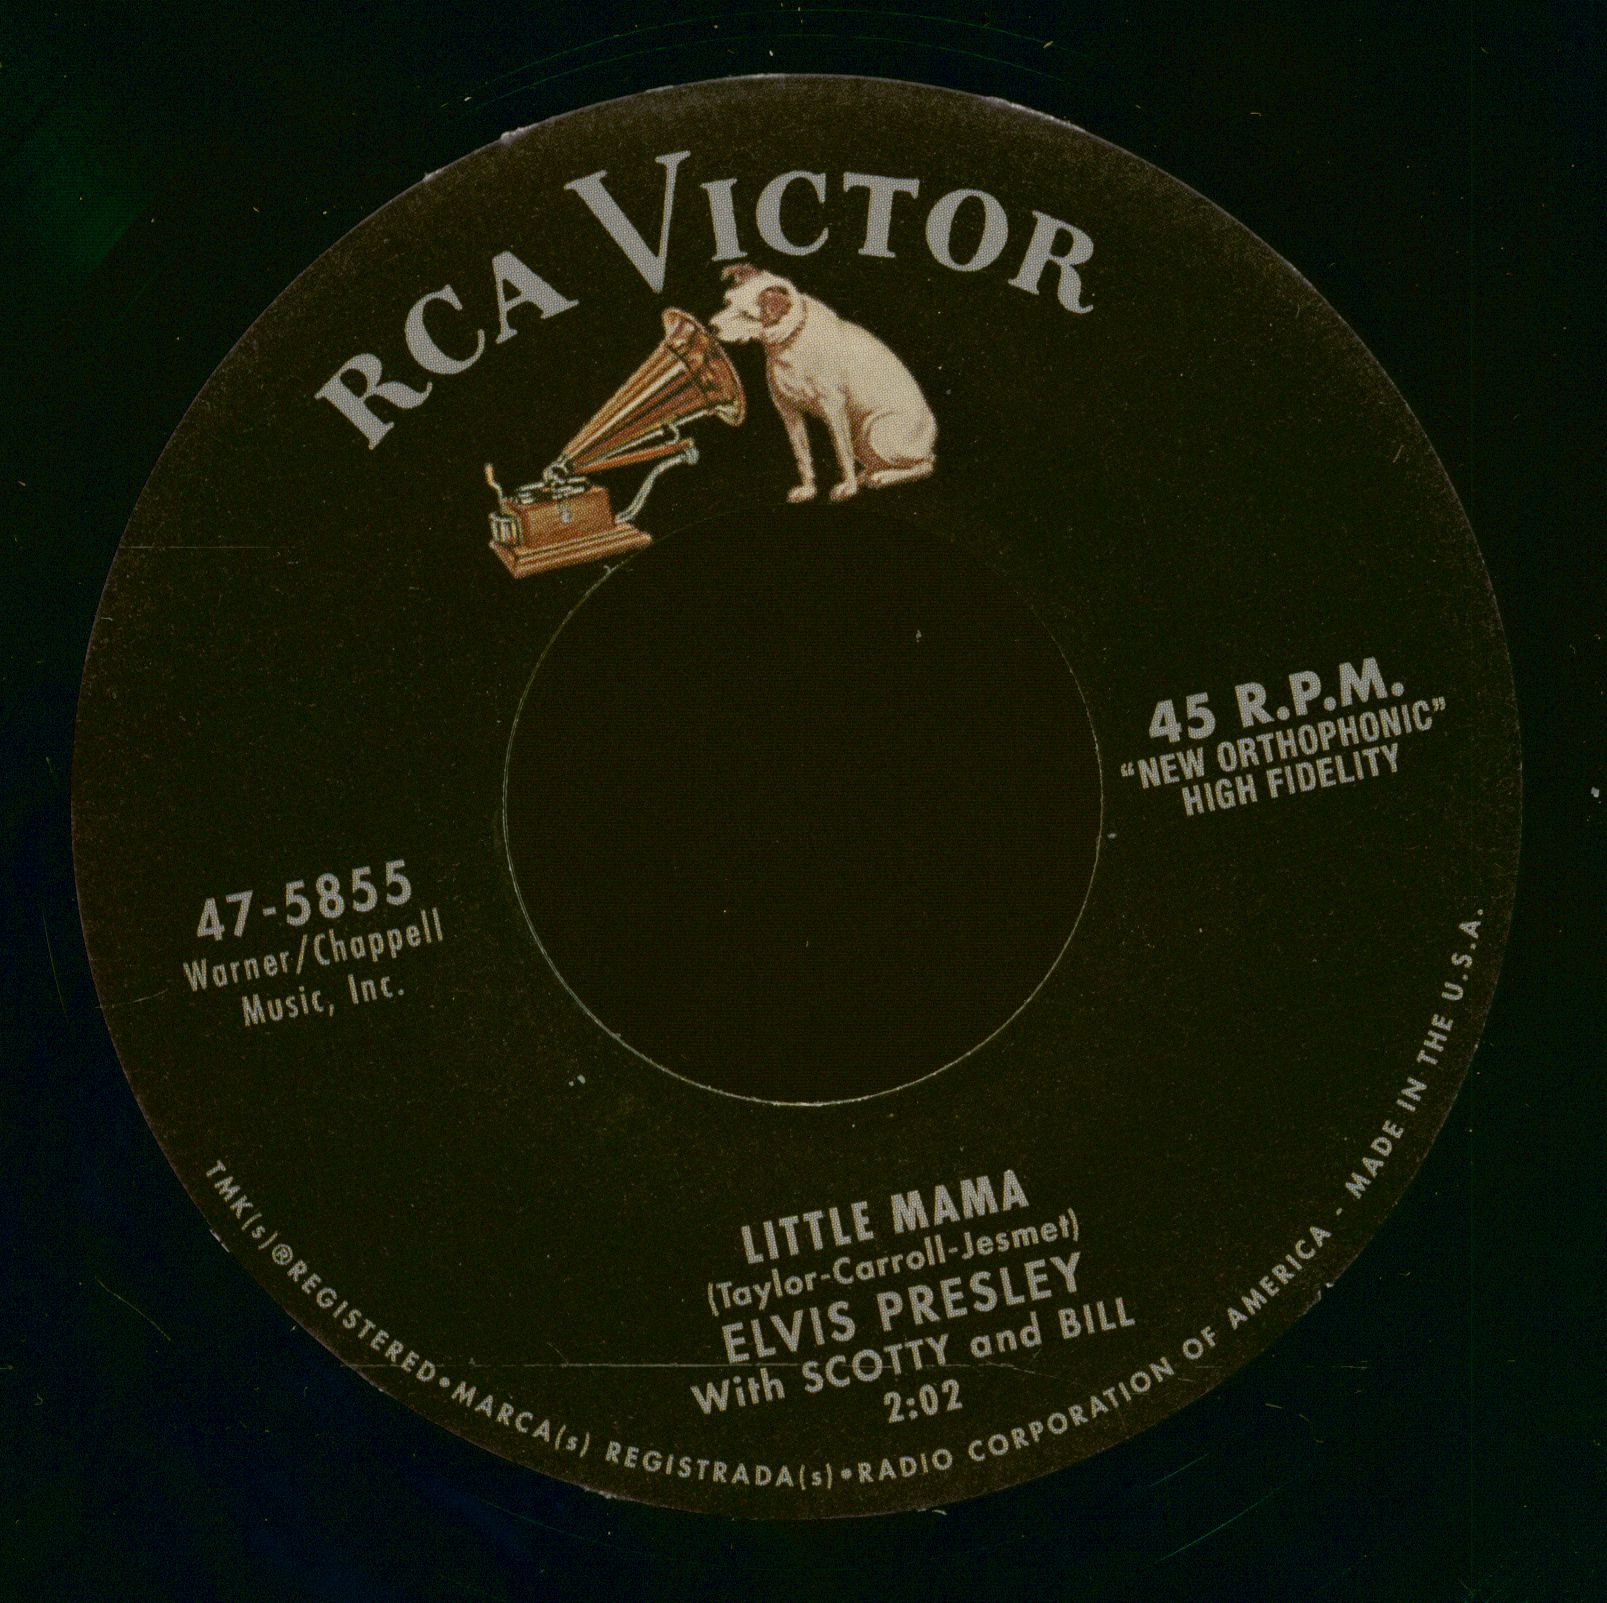 RCA VICTOR
45 R.P.M.
“NEW ORTHOPHONIC”
HIGH FIDELITY
47-5855
Warner/Chappell
Music, Inc.
LITTLE MAMA
(Taylor-Carroll-Jesmet)
ELVIS PRESLEY
With SCOTTY and BILL
2:02
TMK(s)®REGISTERED•MARCA(s) REGISTRADA(s)•RADIO CORPORATION OF AMERICA - MADE IN THE U.S.A.